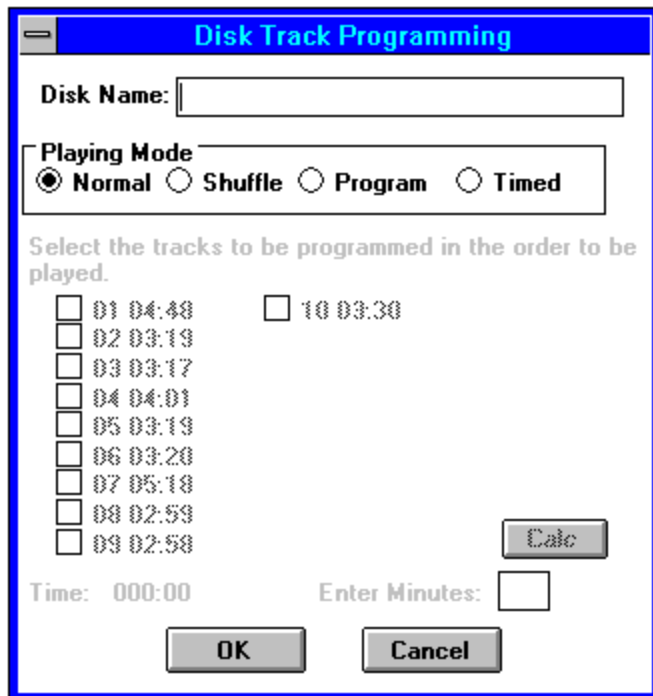 Disk Track Programming
Disk Name:
Playing Mode
Normal Shuffle Program Timed
Select the tracks to be programmed in the order to be
played.
01 04:48 10 03:30
02 03:19
03 03:17
04 04:01
05 03:19
06 03:20
07 05:18
08 02:59
09 02:58
Calc
Time: 000:00 Enter Minutes:
OK Cancel